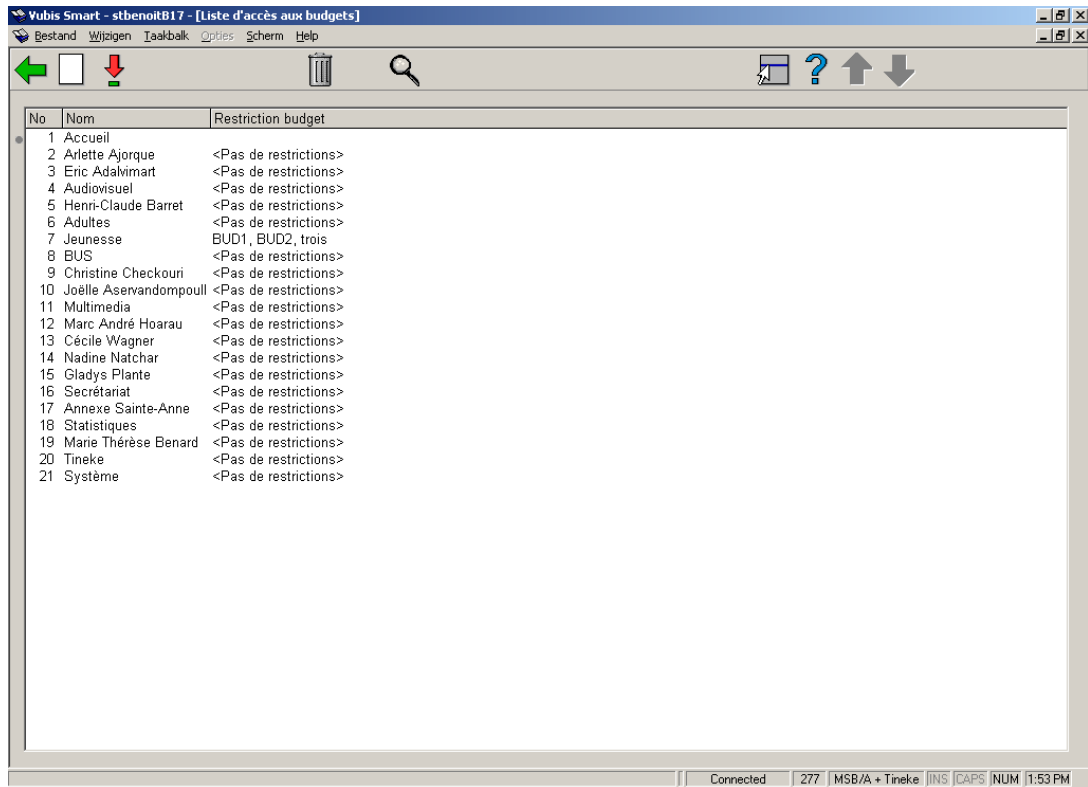 Vubis Smart - stbenoitB17 - [Liste d'accès aux budgets]
Bestand Wijzigen Taakbalk Opties Scherm Help
No Nom Restriction budget
1 Accueil
2 Arlette Ajorque <Pas de restrictions>
3 Eric Adalvimart <Pas de restrictions>
4 Audiovisuel <Pas de restrictions>
5 Henri-Claude Barret <Pas de restrictions>
6 Adultes <Pas de restrictions>
7 Jeunesse BUD1, BUD2, trois
8 BUS <Pas de restrictions>
9 Christine Checkouri <Pas de restrictions>
10 Joëlle Aservandompoull <Pas de restrictions>
11 Multimedia <Pas de restrictions>
12 Marc André Hoarau <Pas de restrictions>
13 Cécile Wagner <Pas de restrictions>
14 Nadine Natchar <Pas de restrictions>
15 Gladys Plante <Pas de restrictions>
16 Secrétariat <Pas de restrictions>
17 Annexe Sainte-Anne <Pas de restrictions>
18 Statistiques <Pas de restrictions>
19 Marie Thérèse Benard <Pas de restrictions>
20 Tineke <Pas de restrictions>
21 Système <Pas de restrictions>
Connected 277 MSB/A + Tineke INS CAPS NUM 1:53 PM